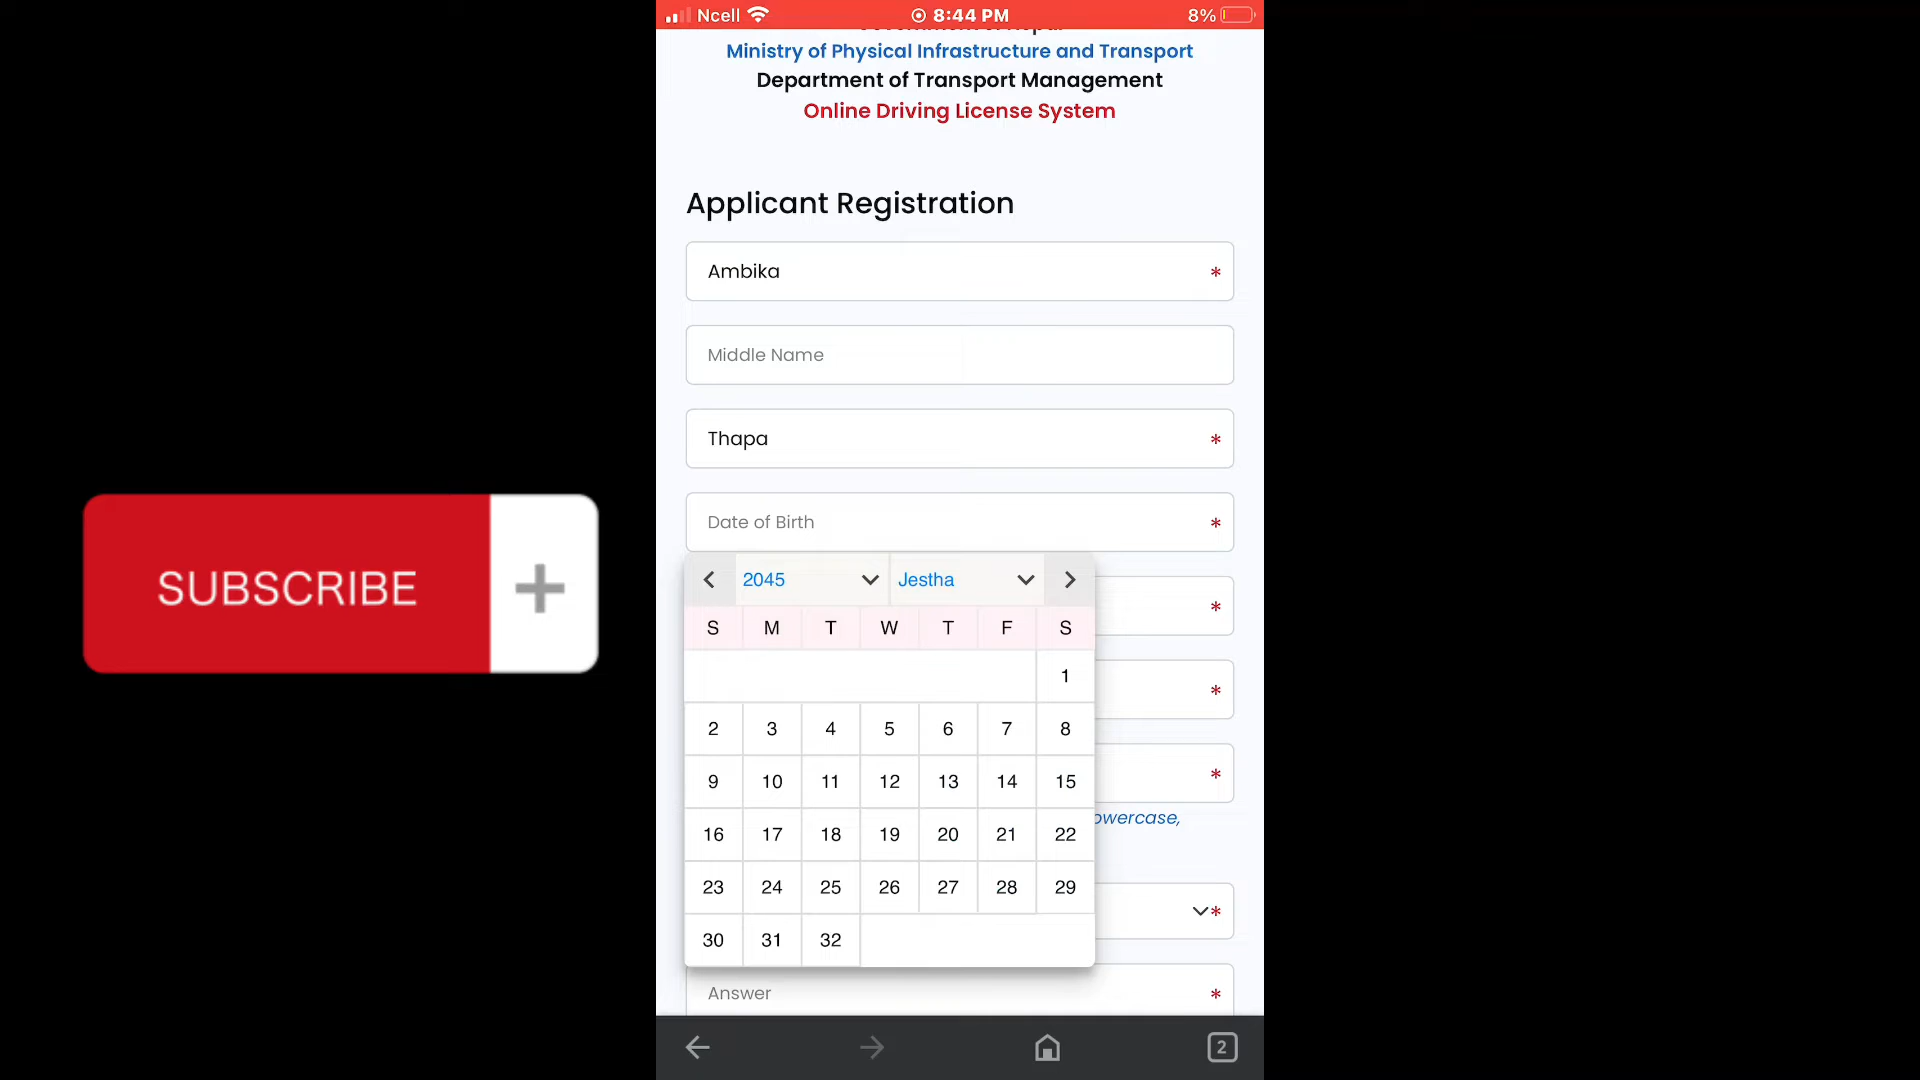 Ncell
8:44 PM
8%
Ministry of Physical Infrastructure and Transport
Department of Transport Management
Online Driving License System
Applicant Registration
Ambika *
Middle Name
Thapa *
Date of Birth *
2045 Jestha
*
S M T W T F S
1
*
2 3 4 5 6 7 8
9 10 11 12 13 14 15
*
owercase,
16 17 18 19 20 21 22
23 24 25 26 27 28 29
*
30 31 32
Answer *
2
SUBSCRIBE +